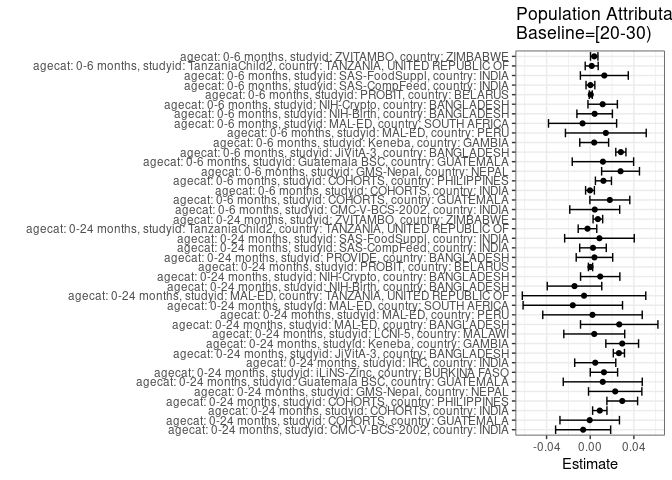 Population Attributa
Baseline=[20-30)
agecat: 0-6 months, studyid: ZVITAMBO, country: ZIMBABWE
agecat: 0-6 months, studyid: TanzaniaChild2, country: TANZANIA, UNITED REPUBLIC OF
agecat: 0-6 months, studyid: SAS-FoodSuppl, country: INDIA
agecat: 0-6 months, studyid: SAS-CompFeed, country: INDIA
agecat: 0-6 months, studyid: PROBIT, country: BELARUS
agecat: 0-6 months, studyid: NIH-Crypto, country: BANGLADESH
agecat: 0-6 months, studyid: NIH-Birth, country: BANGLADESH
agecat: 0-6 months, studyid: MAL-ED, country: SOUTH AFRICA
agecat: 0-6 months, studyid: MAL-ED, country: PERU
agecat: 0-6 months, studyid: Keneba, country: GAMBIA
agecat: 0-6 months, studyid: JiVitA-3, country: BANGLADESH
agecat: 0-6 months, studyid: Guatemala BSC, country: GUATEMALA
agecat: 0-6 months, studyid: GMS-Nepal, country: NEPAL
agecat: 0-6 months, studyid: COHORTS, country: PHILIPPINES
agecat: 0-6 months, studyid: COHORTS, country: INDIA
agecat: 0-6 months, studyid: COHORTS, country: GUATEMALA
agecat: 0-6 months, studyid: CMC-V-BCS-2002, country: INDIA
agecat: 0-24 months, studyid: ZVITAMBO, country: ZIMBABWE
agecat: 0-24 months, studyid: TanzaniaChild2, country: TANZANIA, UNITED REPUBLIC OF
agecat: 0-24 months, studyid: SAS-FoodSuppl, country: INDIA
agecat: 0-24 months, studyid: SAS-CompFeed, country: INDIA
agecat: 0-24 months, studyid: PROVIDE, country: BANGLADESH
agecat: 0-24 months, studyid: PROBIT, country: BELARUS
agecat: 0-24 months, studyid: NIH-Crypto, country: BANGLADESH
agecat: 0-24 months, studyid: NIH-Birth, country: BANGLADESH
agecat: 0-24 months, studyid: MAL-ED, country: TANZANIA, UNITED REPUBLIC OF
agecat: 0-24 months, studyid: MAL-ED, country: SOUTH AFRICA
agecat: 0-24 months, studyid: MAL-ED, country: PERU
agecat: 0-24 months, studyid: MAL-ED, country: BANGLADESH
agecat: 0-24 months, studyid: LCNI-5, country: MALAWI
agecat: 0-24 months, studyid: Keneba, country: GAMBIA
agecat: 0-24 months, studyid: JiVitA-3, country: BANGLADESH
agecat: 0-24 months, studyid: IRC, country: INDIA
agecat: 0-24 months, studyid: iLiNS-Zinc, country: BURKINA FASO
agecat: 0-24 months, studyid: Guatemala BSC, country: GUATEMALA
agecat: 0-24 months, studyid: GMS-Nepal, country: NEPAL
agecat: 0-24 months, studyid: COHORTS, country: PHILIPPINES
agecat: 0-24 months, studyid: COHORTS, country: INDIA
agecat: 0-24 months, studyid: COHORTS, country: GUATEMALA
agecat: 0-24 months, studyid: CMC-V-BCS-2002, country: INDIA
-0.04 0.00 0.04
Estimate